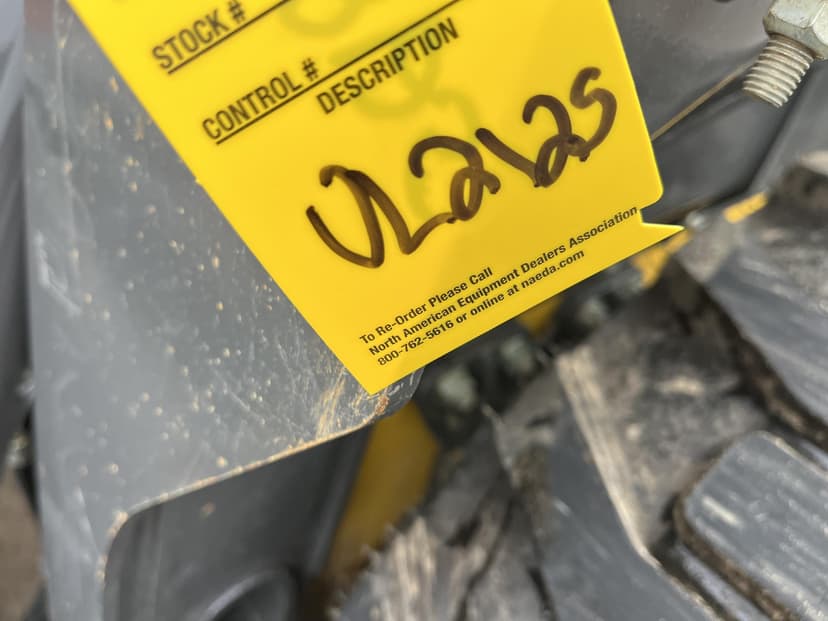 STOCK #
CONTROL #
DESCRIPTION
VL2125
To Re-Order Please Call
North American Equipment Dealers Association
800-762-5616 or online at naeda.com